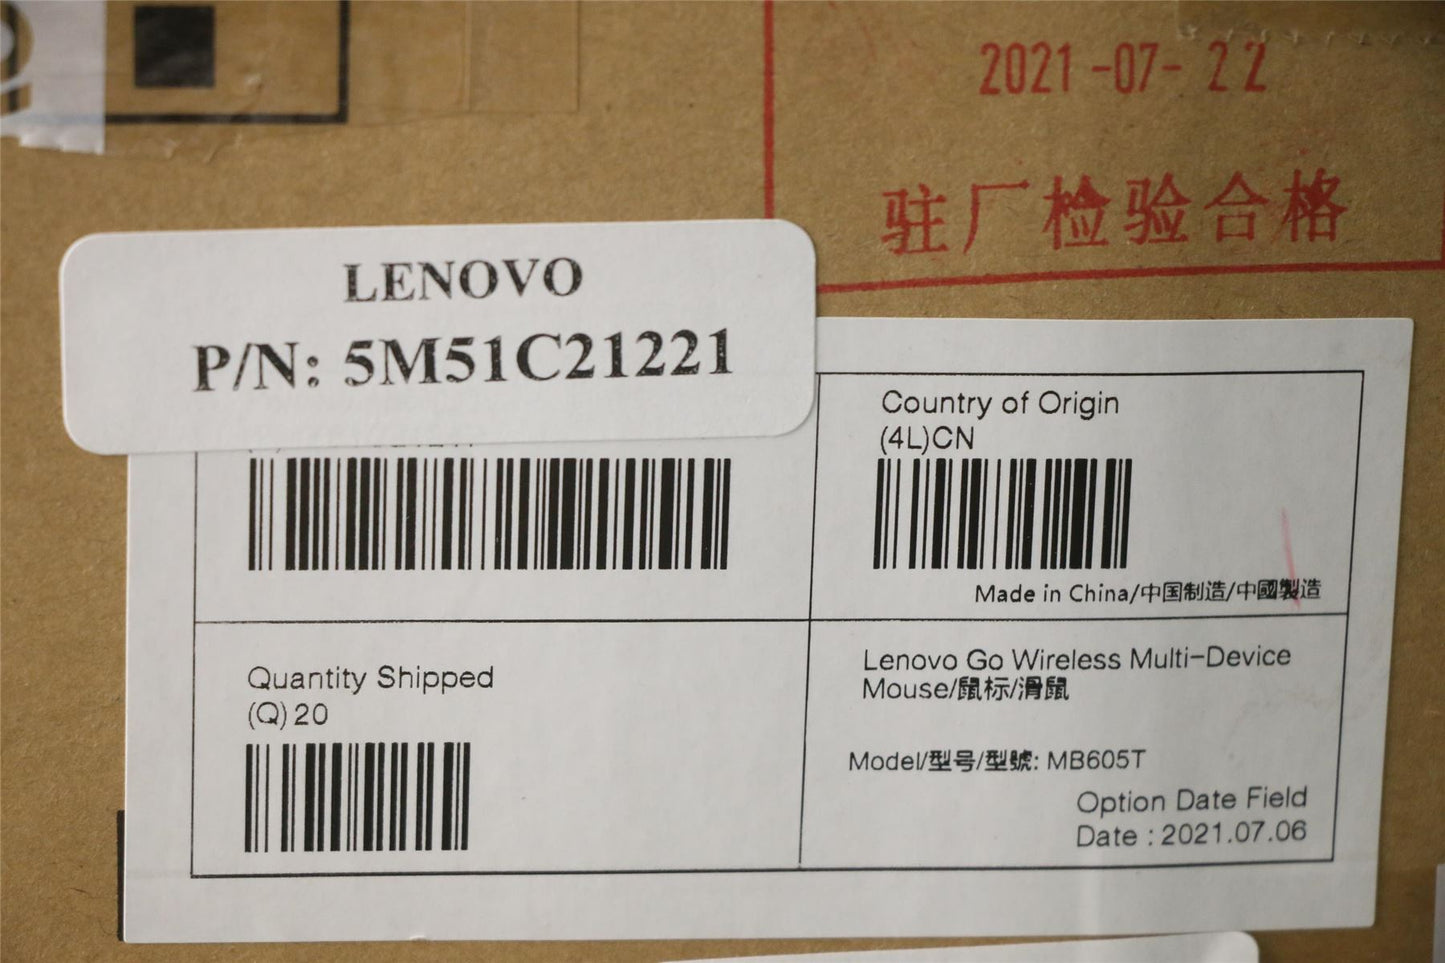 2021-07-22
驻厂检验合格
LENOVO
P/N: 5M51C21221
Country of Origin
(4L)CN
Made in China/中国制造/中國製造
Quantity Shipped
(Q) 20
Lenovo Go Wireless Multi-Device
Mouse/鼠标/滑鼠
Model/型号/型號: MB605T
Option Date Field
Date : 2021.07.06